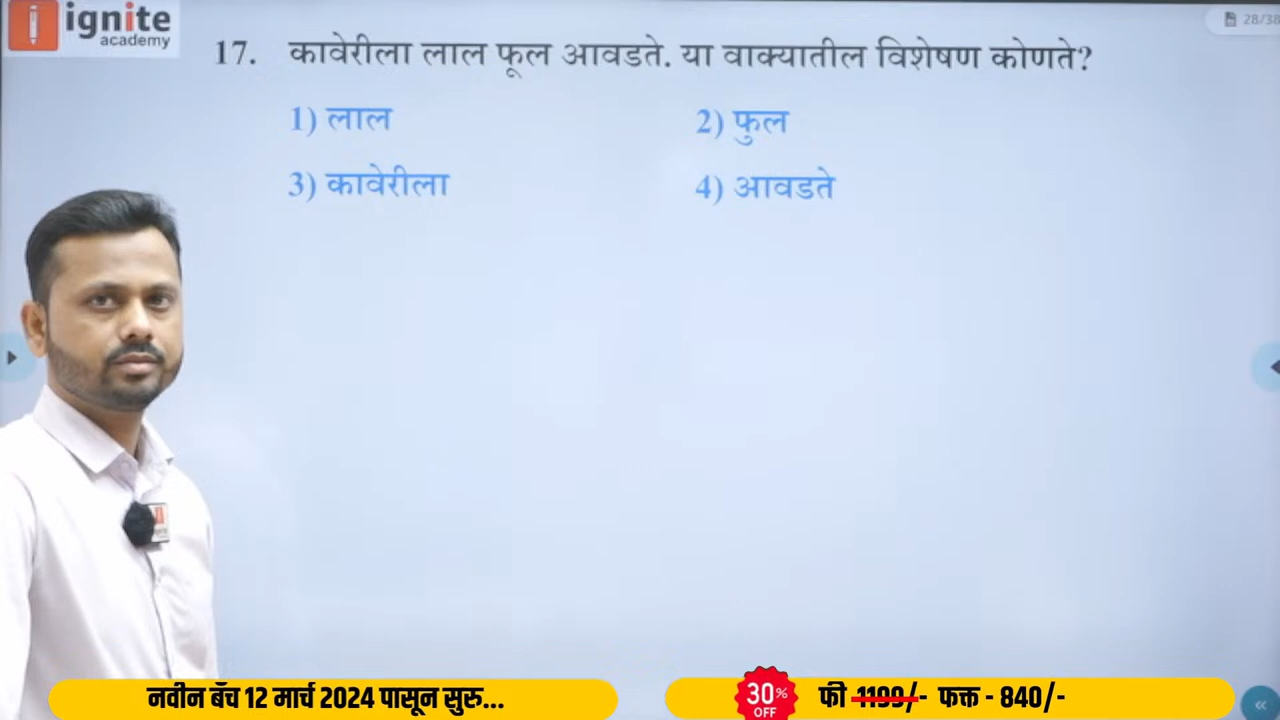 ignite
academy
28/38
17. कावेरीला लाल फूल आवडते. या वाक्यातील विशेषण कोणते?
1) लाल
2) फुल
3) कावेरीला
4) आवडते
नवीन बॅच 12 मार्च 2024 पासून सुरु...
30% OFF
फी 1199/- फक्त - 840/-